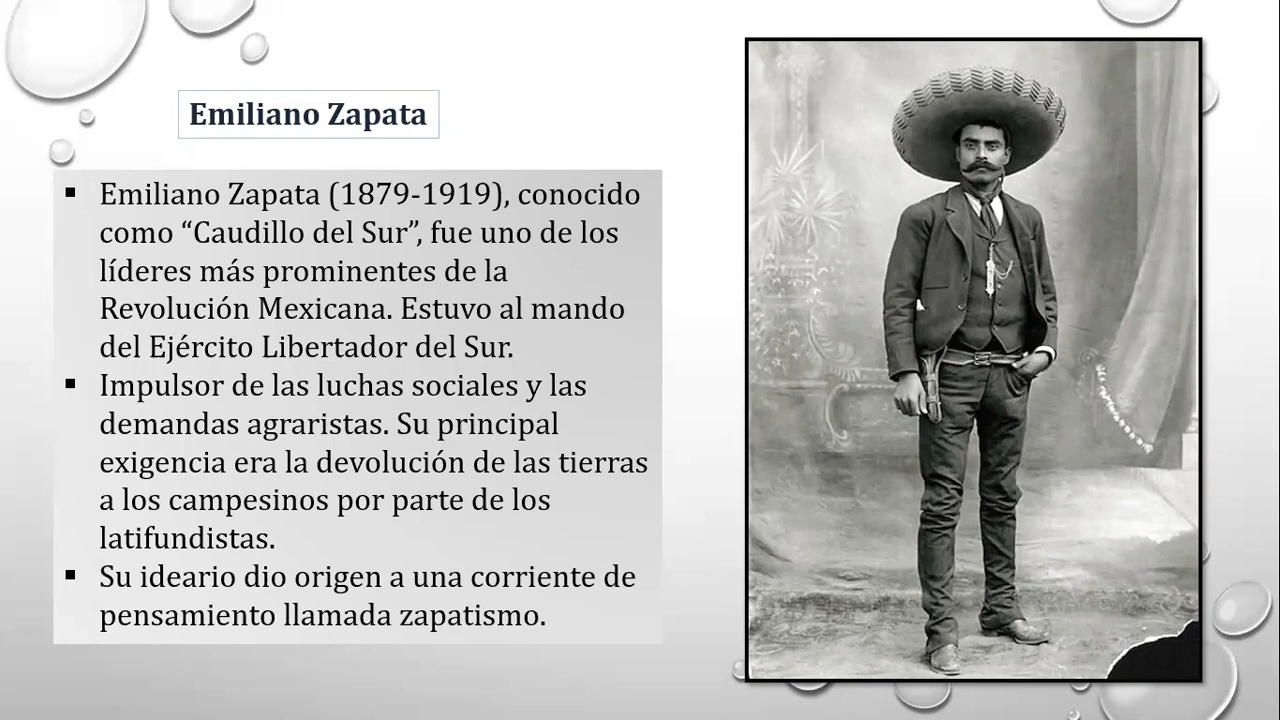 Emiliano Zapata
▪ Emiliano Zapata (1879-1919), conocido
como “Caudillo del Sur”, fue uno de los
líderes más prominentes de la
Revolución Mexicana. Estuvo al mando
del Ejército Libertador del Sur.
▪ Impulsor de las luchas sociales y las
demandas agraristas. Su principal
exigencia era la devolución de las tierras
a los campesinos por parte de los
latifundistas.
▪ Su ideario dio origen a una corriente de
pensamiento llamada zapatismo.